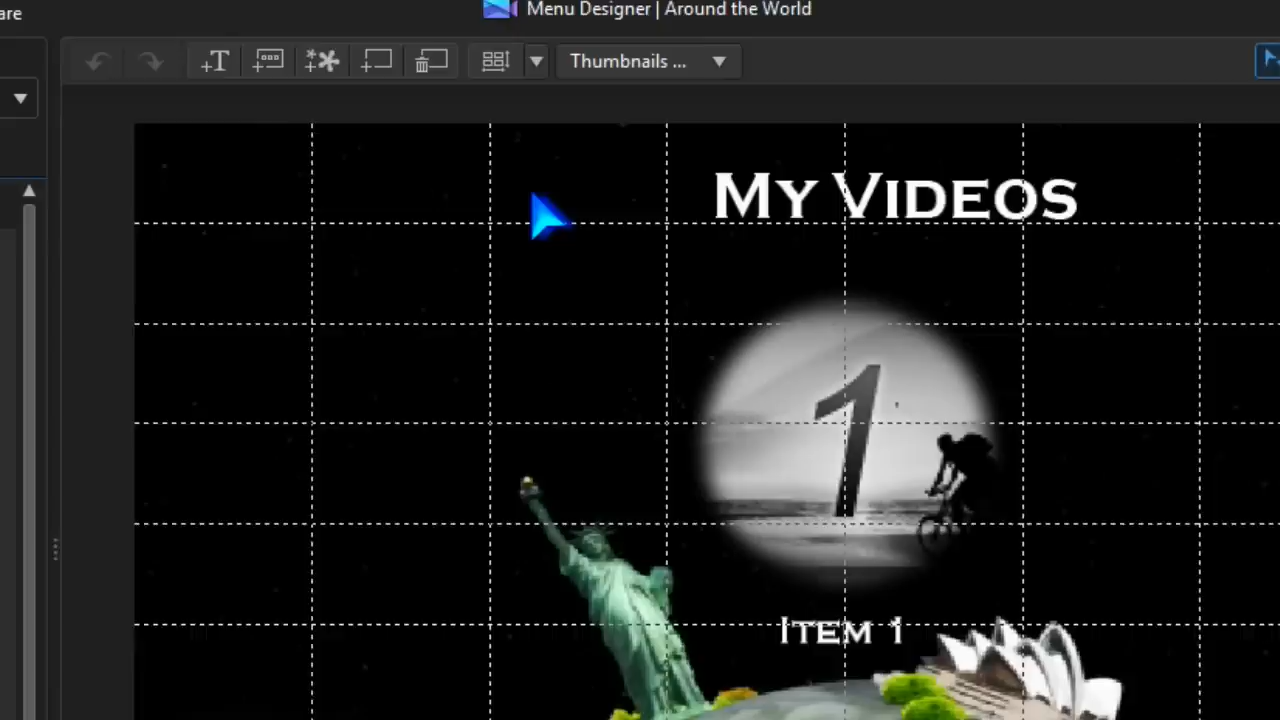 are
Menu Designer | Around the World
Thumbnails ...
My Videos
1
Item 1